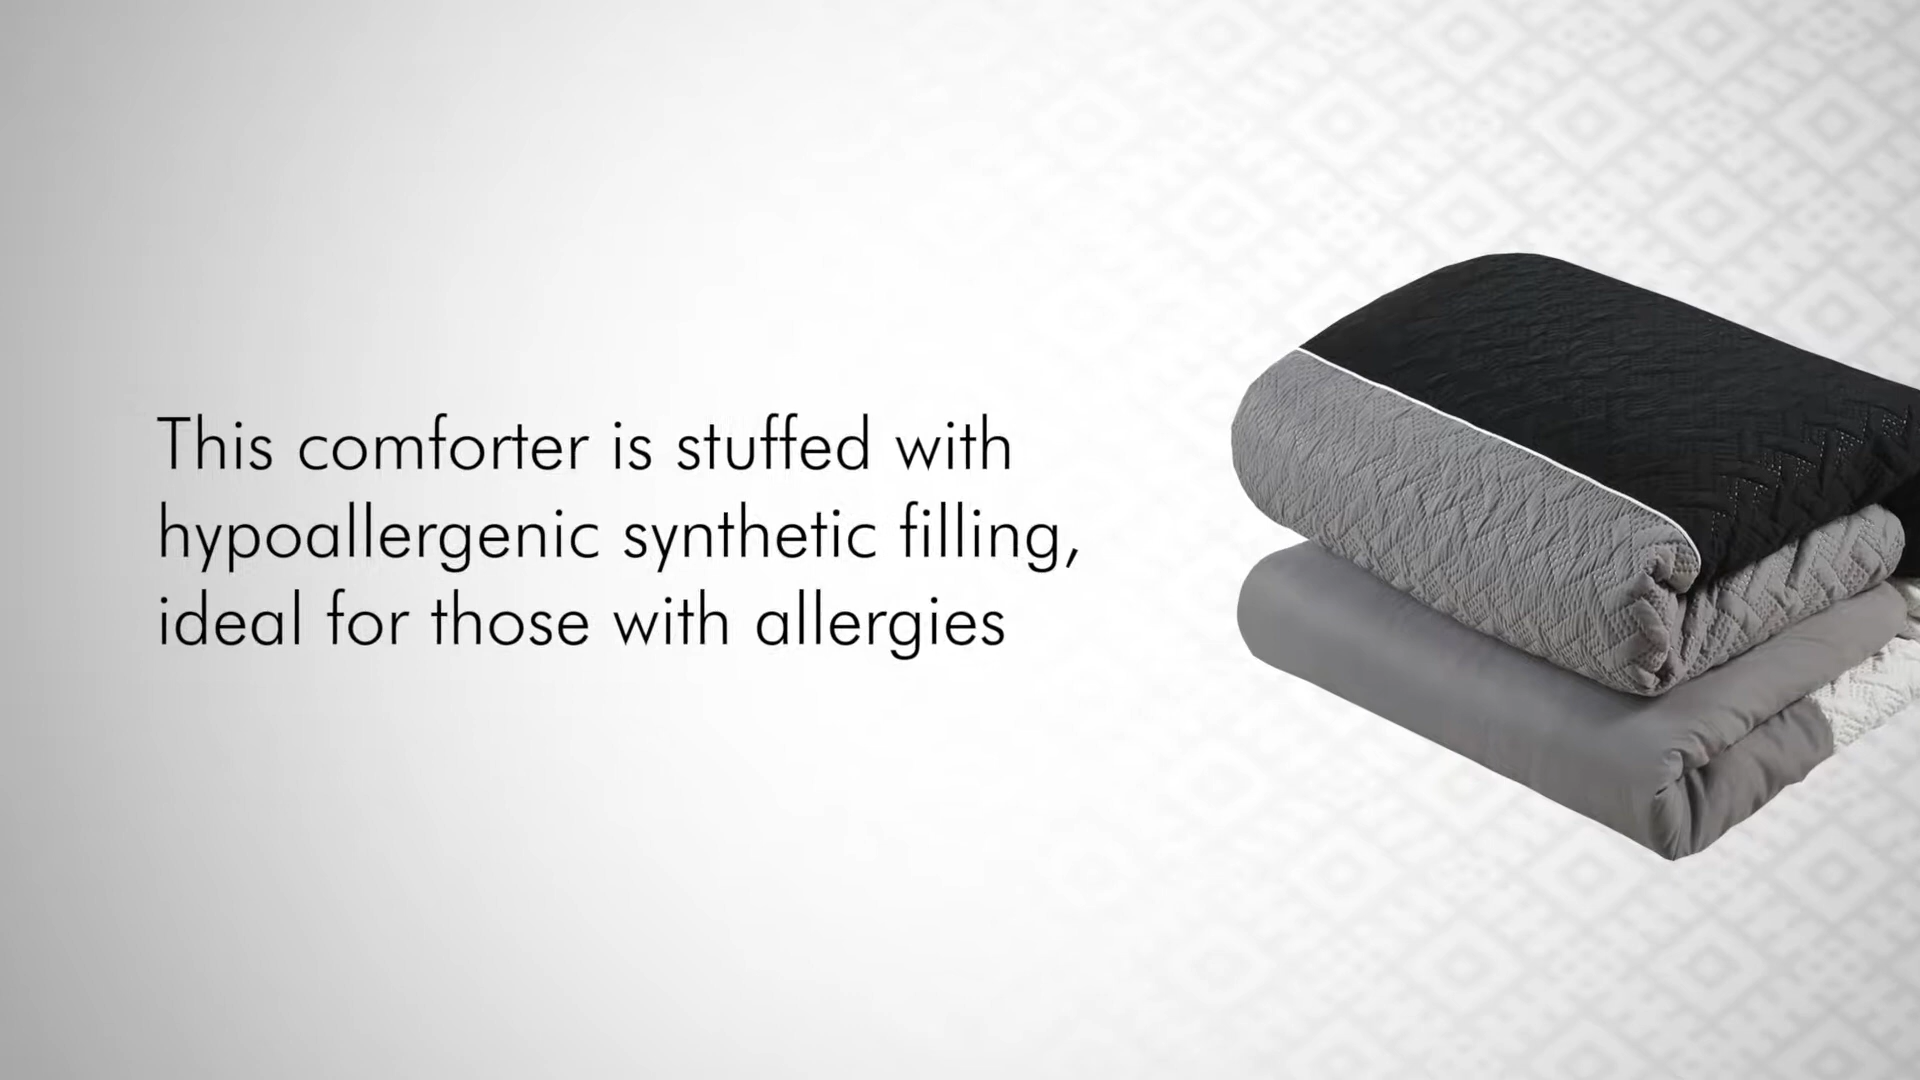 This comforter is stuffed with
hypoallergenic synthetic filling,
ideal for those with allergies